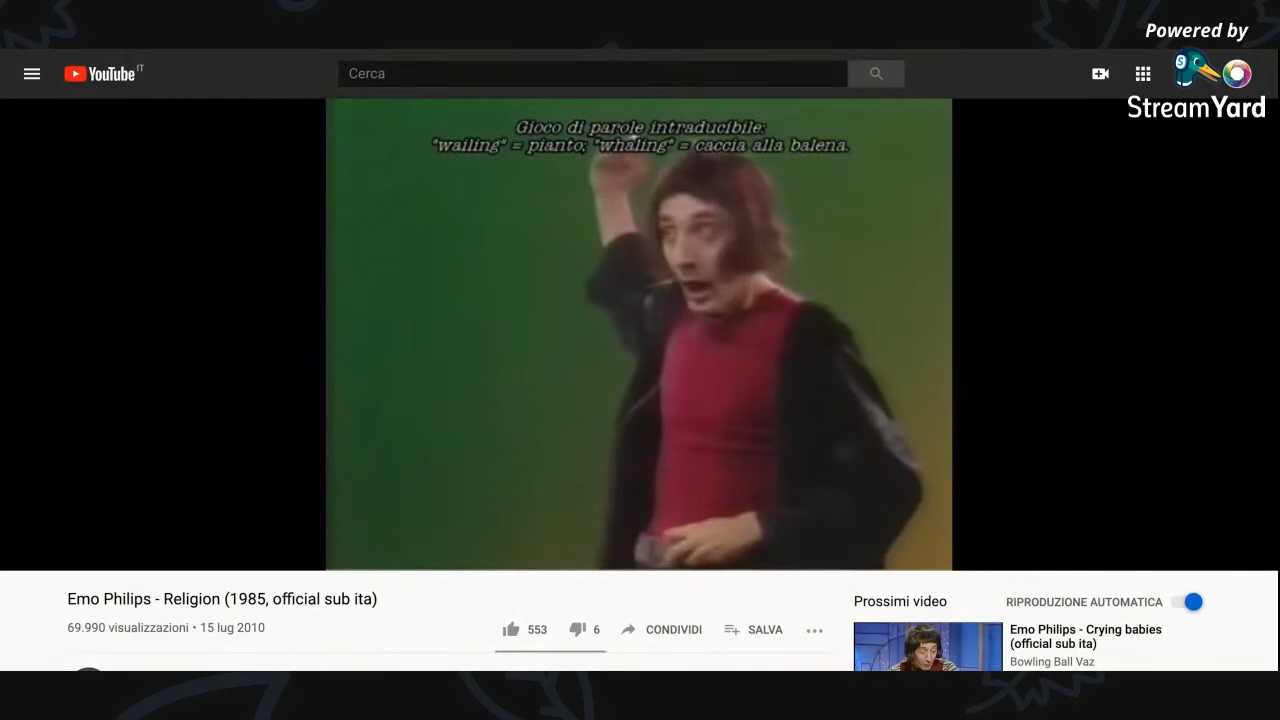 Powered by
StreamYard
YouTube IT
Cerca
Gioco di parole intraducibile:
"wailing" = pianto; "whaling" = caccia alla balena.
Emo Philips - Religion (1985, official sub ita)
69.990 visualizzazioni • 15 lug 2010
553
6
CONDIVIDI
SALVA
Prossimi video
RIPRODUZIONE AUTOMATICA
Emo Philips - Crying babies
(official sub ita)
Bowling Ball Vaz